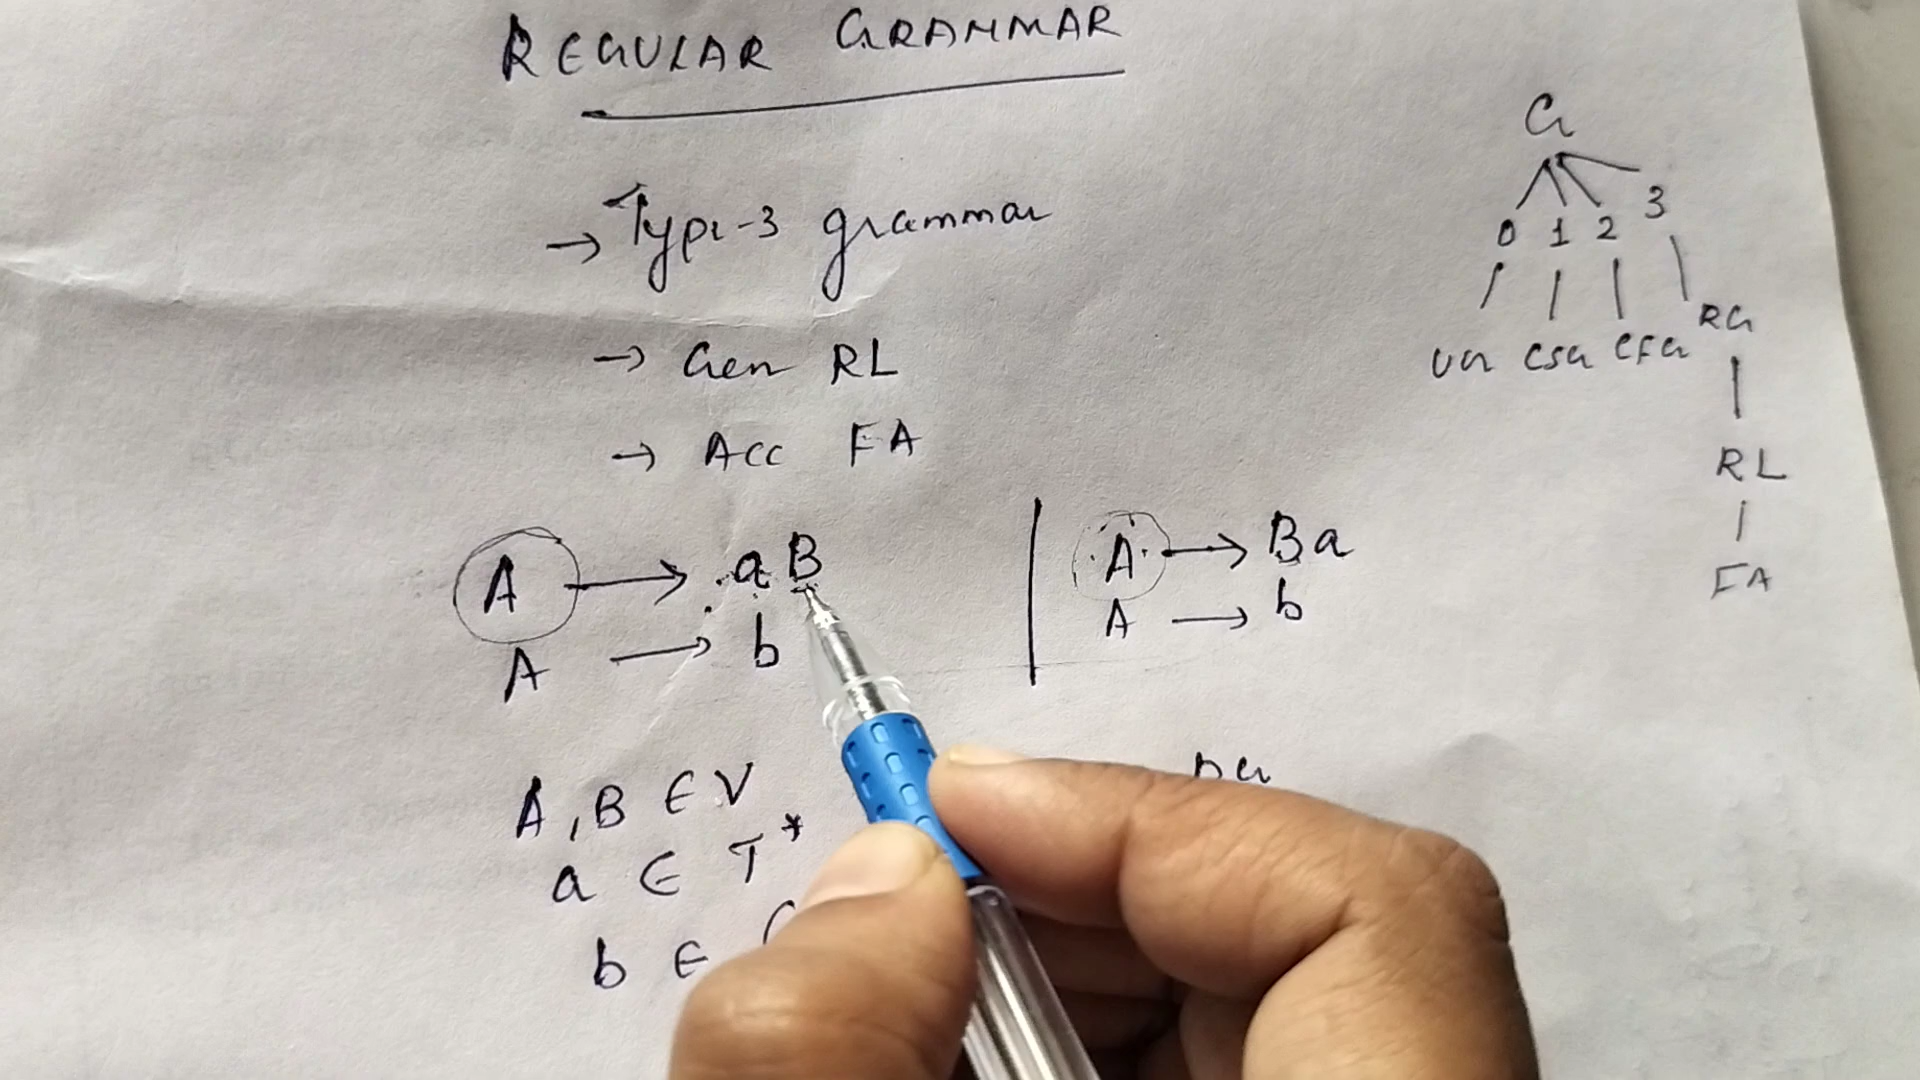 REGULAR GRAMMAR
→ Type-3 grammar
→ Gen RL
→ Acc FA
A → aB
A → b
A → Ba
A → b
A, B ∈ V
a ∈ T*
b ∈
G
0 1 2 3
UG CSG CFG RG
RL
FA